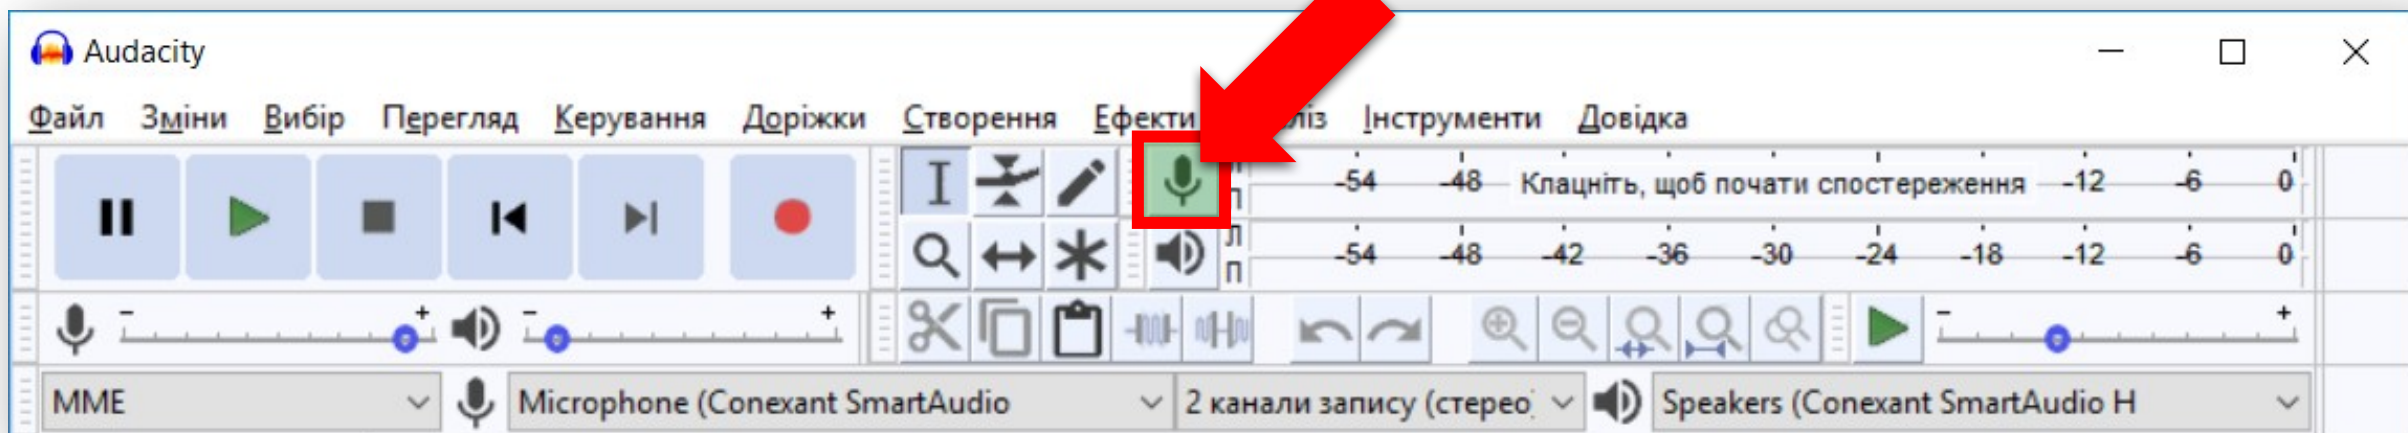 Audacity
Файл Зміни Вибір Перегляд Керування Доріжки Створення Ефекти Інструменти Довідка
-54 -48 Клацніть, щоб почати спостереження -12 -6 0
Л
П -54 -48 -42 -36 -30 -24 -18 -12 -6 0
- + - + - +
MME Microphone (Conexant SmartAudio 2 канали запису (стерео) Speakers (Conexant SmartAudio H